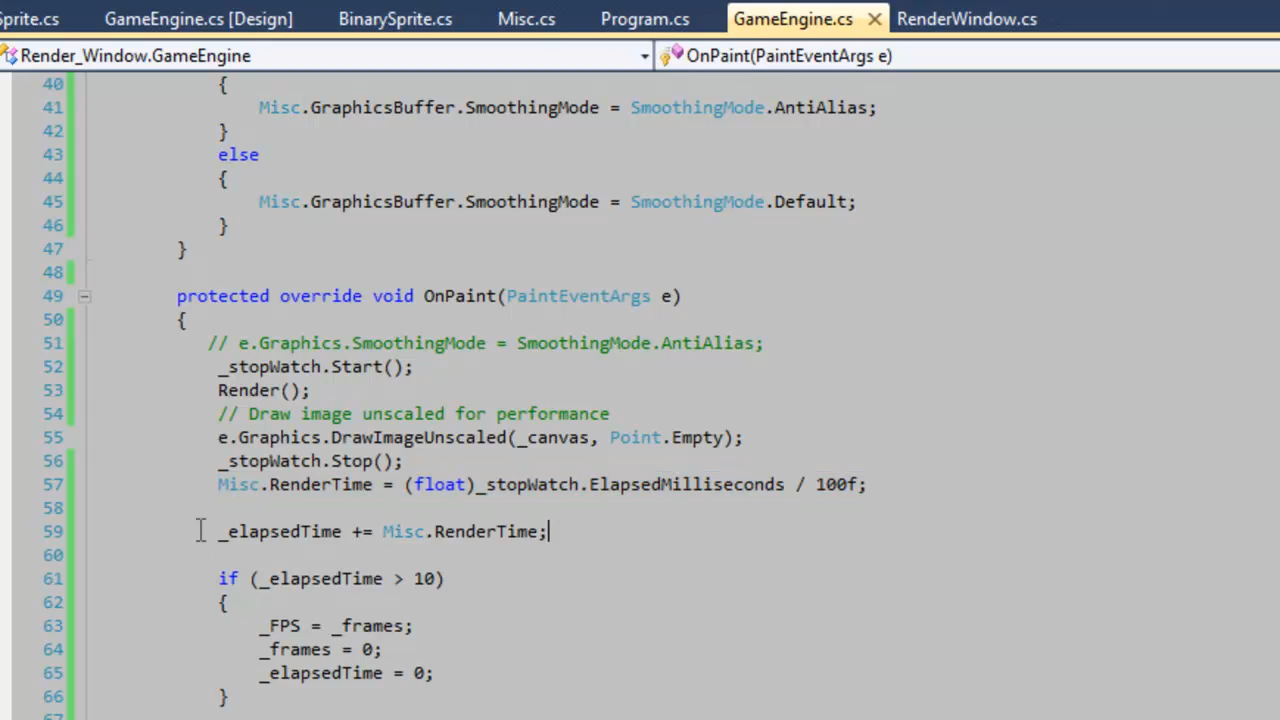 Sprite.cs GameEngine.cs [Design] BinarySprite.cs Misc.cs Program.cs GameEngine.cs RenderWindow.cs
Render_Window.GameEngine OnPaint(PaintEventArgs e)
40 {
41 Misc.GraphicsBuffer.SmoothingMode = SmoothingMode.AntiAlias;
42 }
43 else
44 {
45 Misc.GraphicsBuffer.SmoothingMode = SmoothingMode.Default;
46 }
47 }
48
49 protected override void OnPaint(PaintEventArgs e)
50 {
51 // e.Graphics.SmoothingMode = SmoothingMode.AntiAlias;
52 _stopWatch.Start();
53 Render();
54 // Draw image unscaled for performance
55 e.Graphics.DrawImageUnscaled(_canvas, Point.Empty);
56 _stopWatch.Stop();
57 Misc.RenderTime = (float)_stopWatch.ElapsedMilliseconds / 100f;
58
59 _elapsedTime += Misc.RenderTime;
60
61 if (_elapsedTime > 10)
62 {
63 _FPS = _frames;
64 _frames = 0;
65 _elapsedTime = 0;
66 }
67